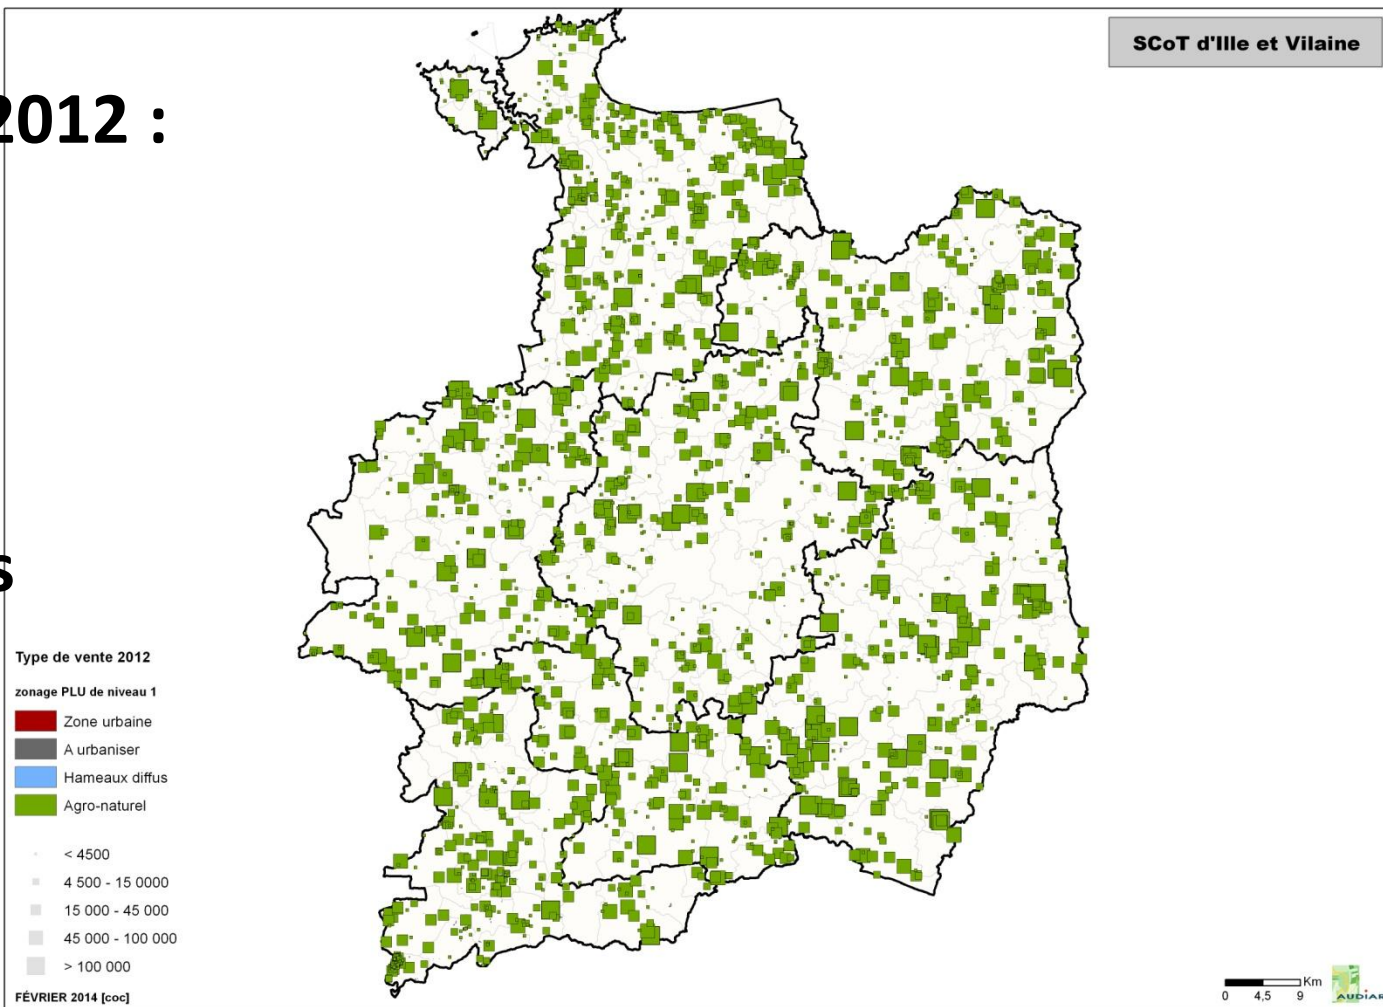 SCoT d'Ille et Vilaine
2012 :
s
Type de vente 2012
zonage PLU de niveau 1
Zone urbaine
A urbaniser
Hameaux diffus
Agro-naturel
< 4500
4 500 - 15 0000
15 000 - 45 000
45 000 - 100 000
> 100 000
FÉVRIER 2014 [coc]
Km
0 4,5 9
AUDIAR